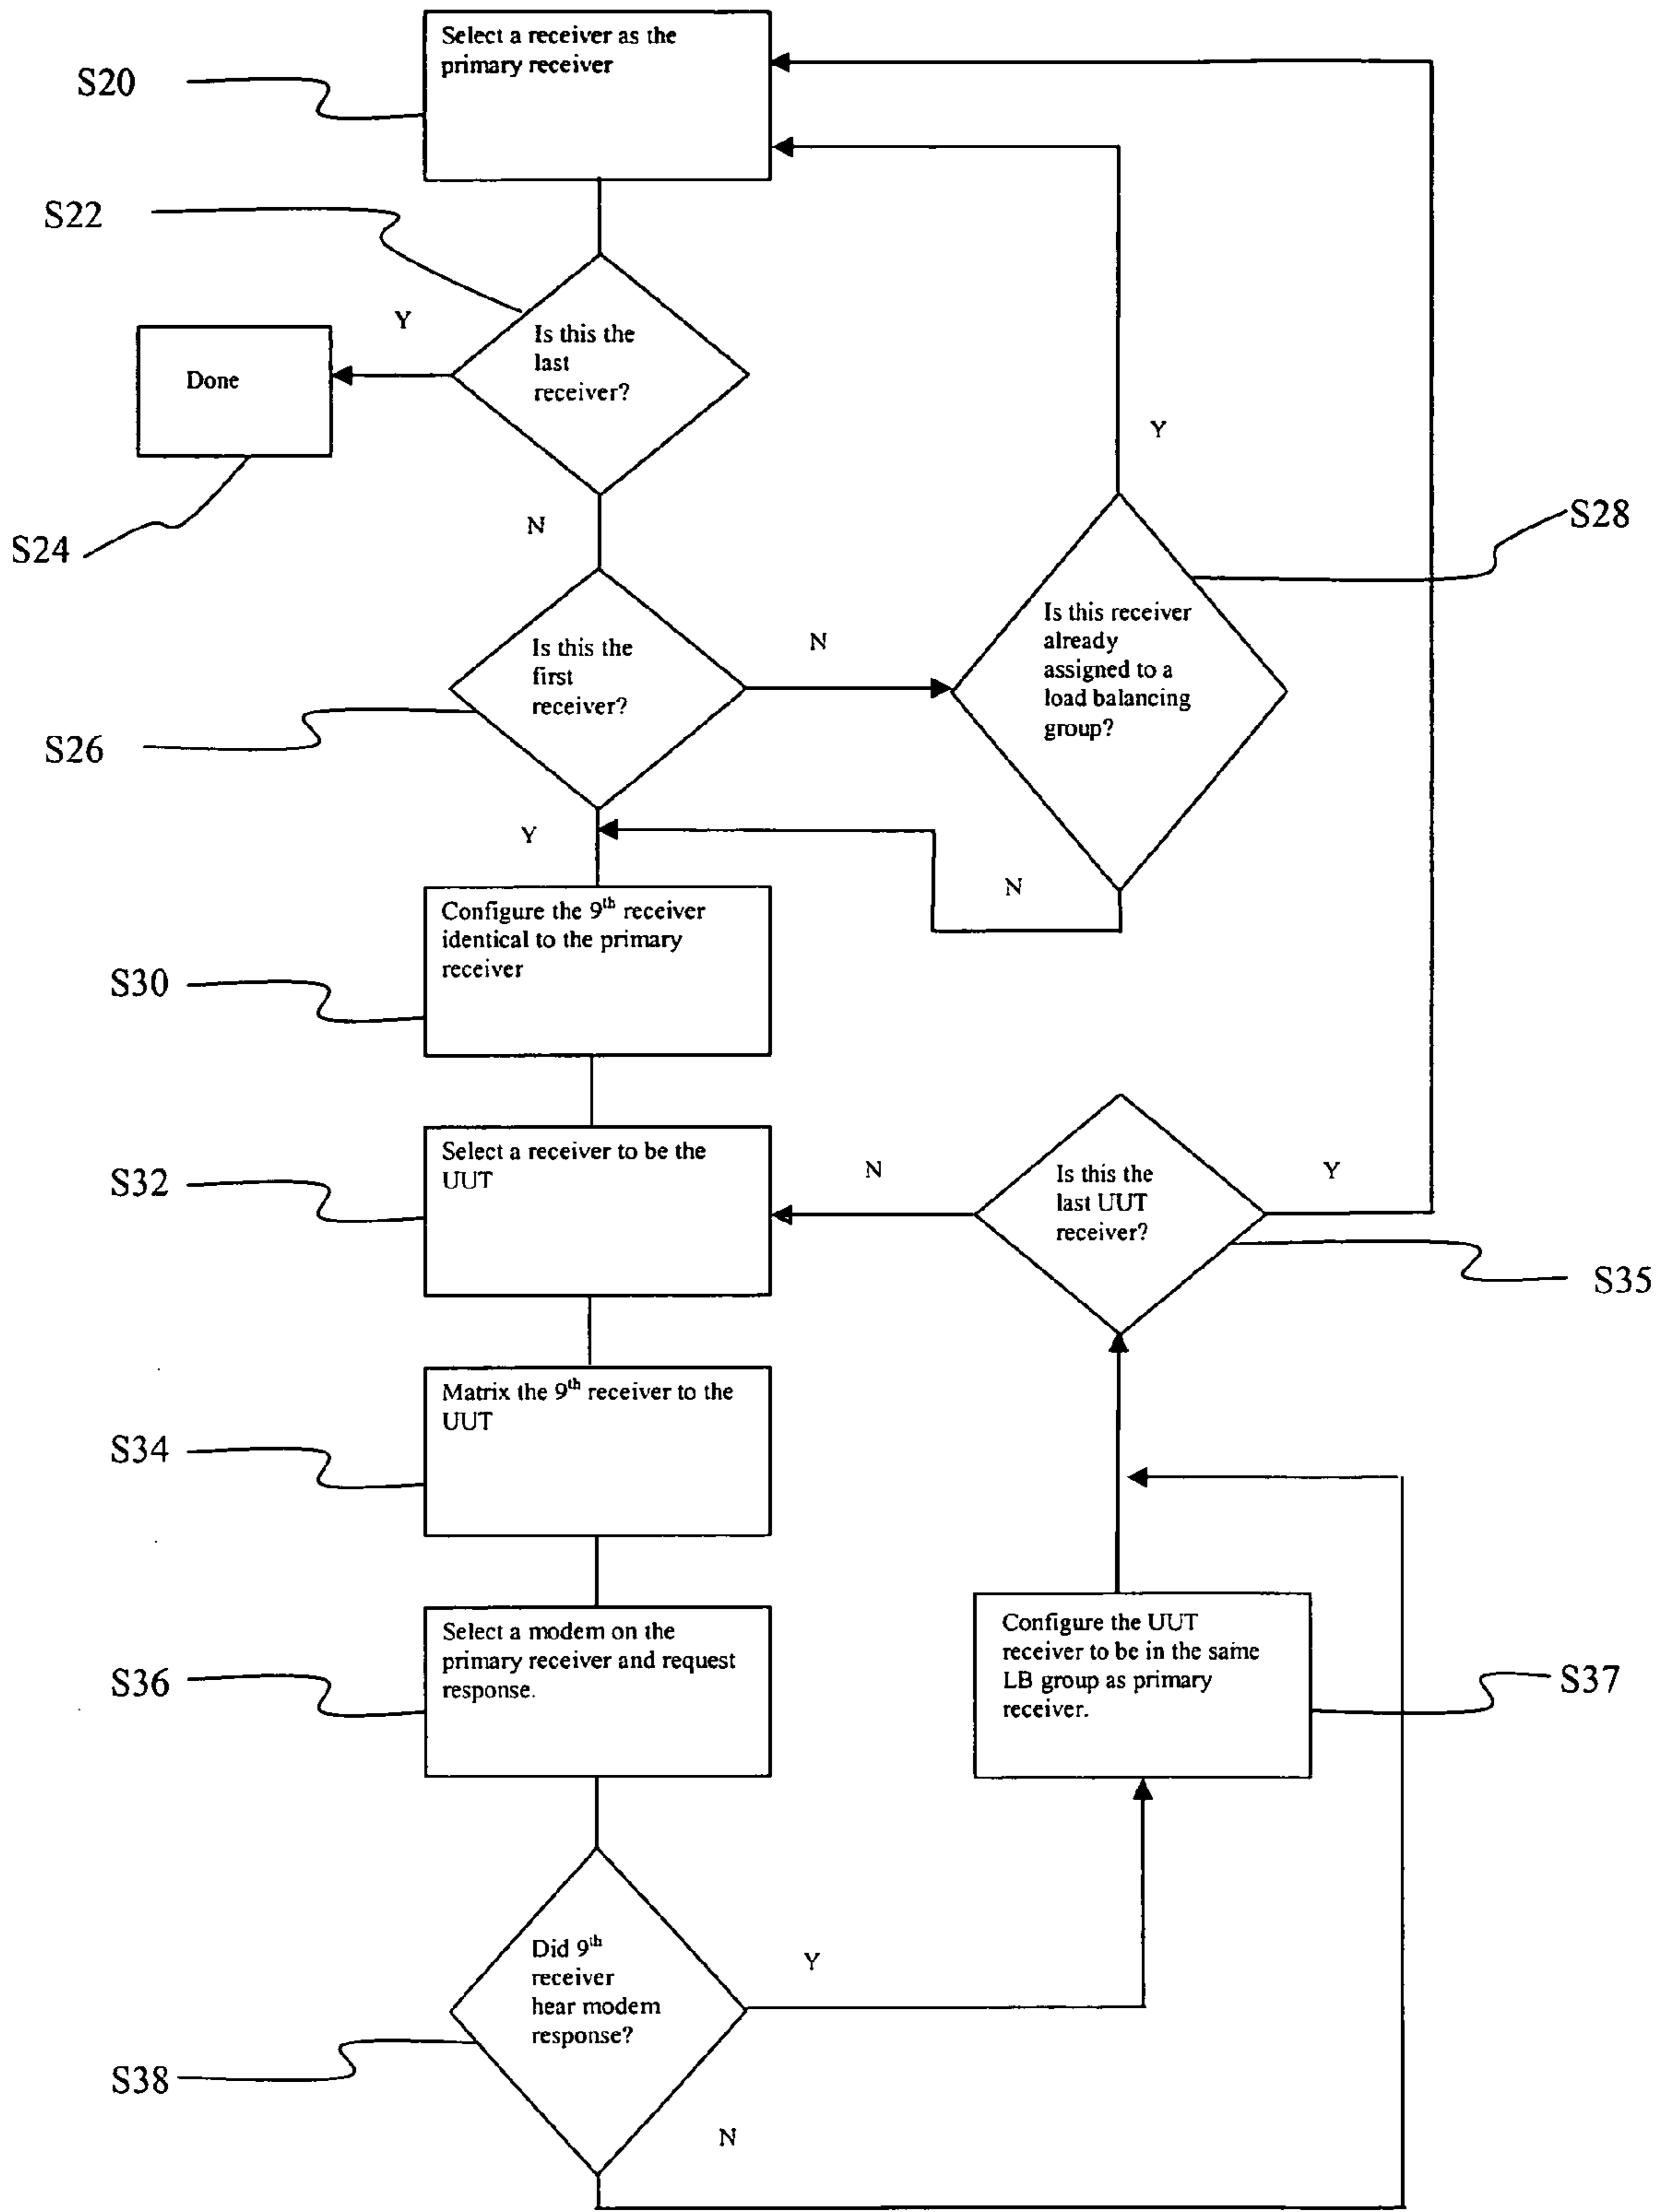 Select a receiver as the
primary receiver
S20
S22
Y
Is this the
last
receiver?
Done
Y
S24
N
S28
Is this receiver
already
assigned to a
load balancing
group?
Is this the
first
receiver?
N
S26
Y
N
Configure the 9th receiver
identical to the primary
receiver
S30
Select a receiver to be the
UUT
S32
N
Is this the
last UUT
receiver?
Y
S35
Matrix the 9th receiver to the
UUT
S34
Select a modem on the
primary receiver and request
response.
S36
Configure the UUT
receiver to be in the same
LB group as primary
receiver.
S37
Did 9th
receiver
hear modem
response?
Y
S38
N